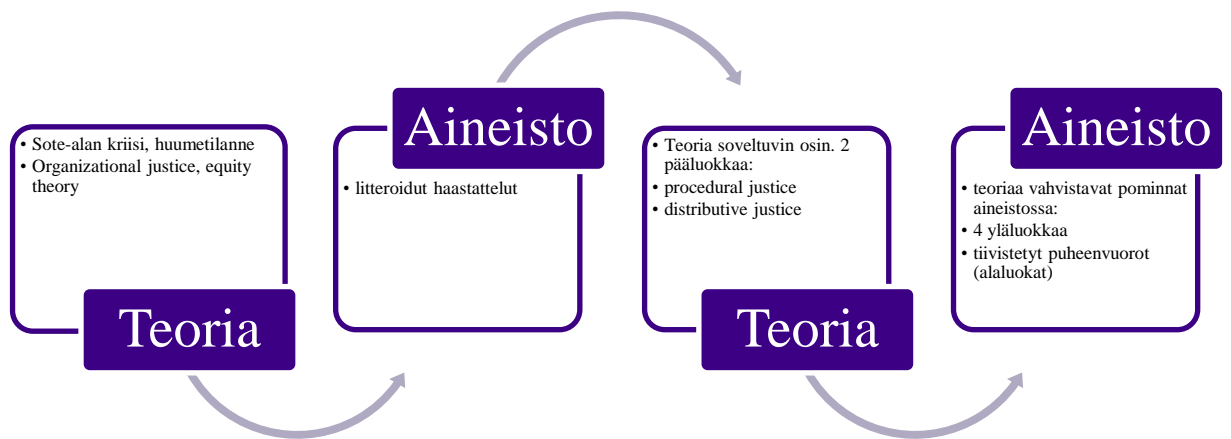 • Sote-alan kriisi, huumetilanne
• Organizational justice, equity
theory
Teoria
Aineisto
• litteroidut haastattelut
• Teoria soveltuvin osin. 2
pääluokkaa:
• procedural justice
• distributive justice
Teoria
Aineisto
• teoriaa vahvistavat pominnat
aineistossa:
• 4 yläluokkaa
• tiivistetyt puheenvuorot
(alaluokat)